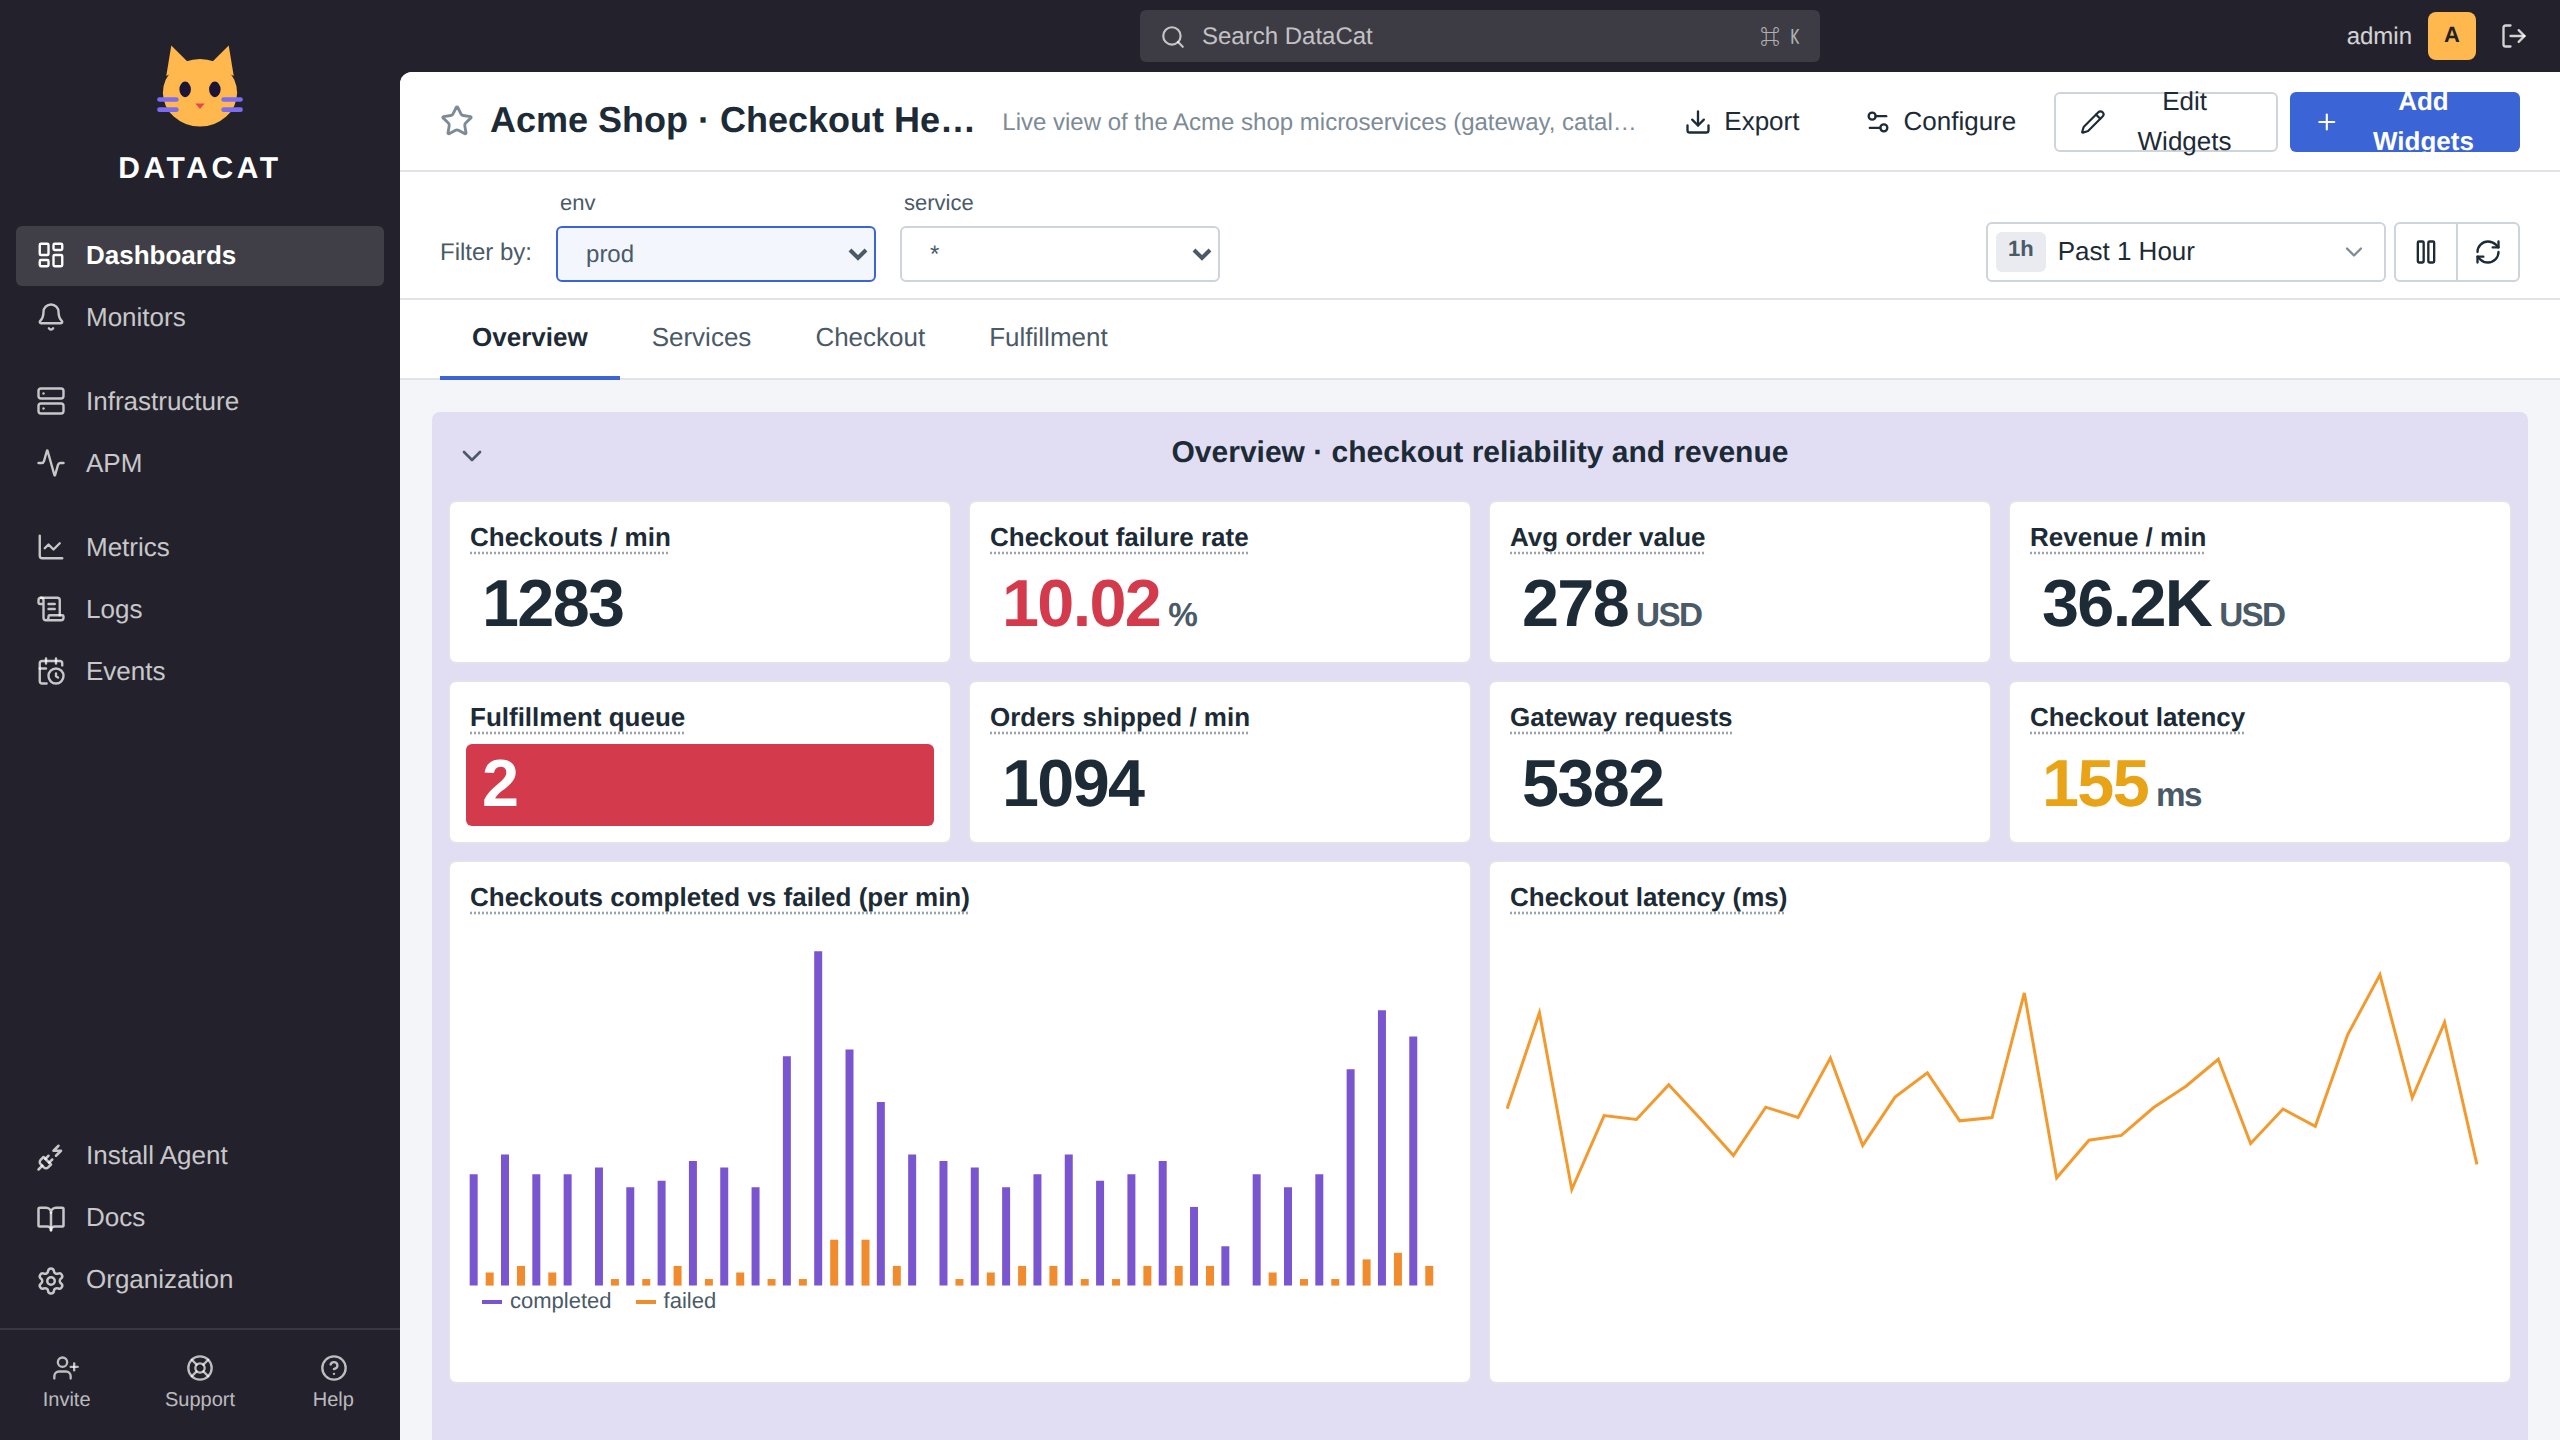 Search DataCat
⌘ K
admin
A
DATACAT
Dashboards
Monitors
Infrastructure
APM
Metrics
Logs
Events
Install Agent
Docs
Organization
Invite
Support
Help
Acme Shop · Checkout He…
Live view of the Acme shop microservices (gateway, catal…
Export
Configure
Edit
Widgets
Add
Widgets
Filter by:
env
prod
service
*
1h Past 1 Hour
Overview
Services
Checkout
Fulfillment
Overview · checkout reliability and revenue
Checkouts / min
1283
Checkout failure rate
10.02 %
Avg order value
278 USD
Revenue / min
36.2K USD
Fulfillment queue
2
Orders shipped / min
1094
Gateway requests
5382
Checkout latency
155 ms
Checkouts completed vs failed (per min)
completed
failed
Checkout latency (ms)